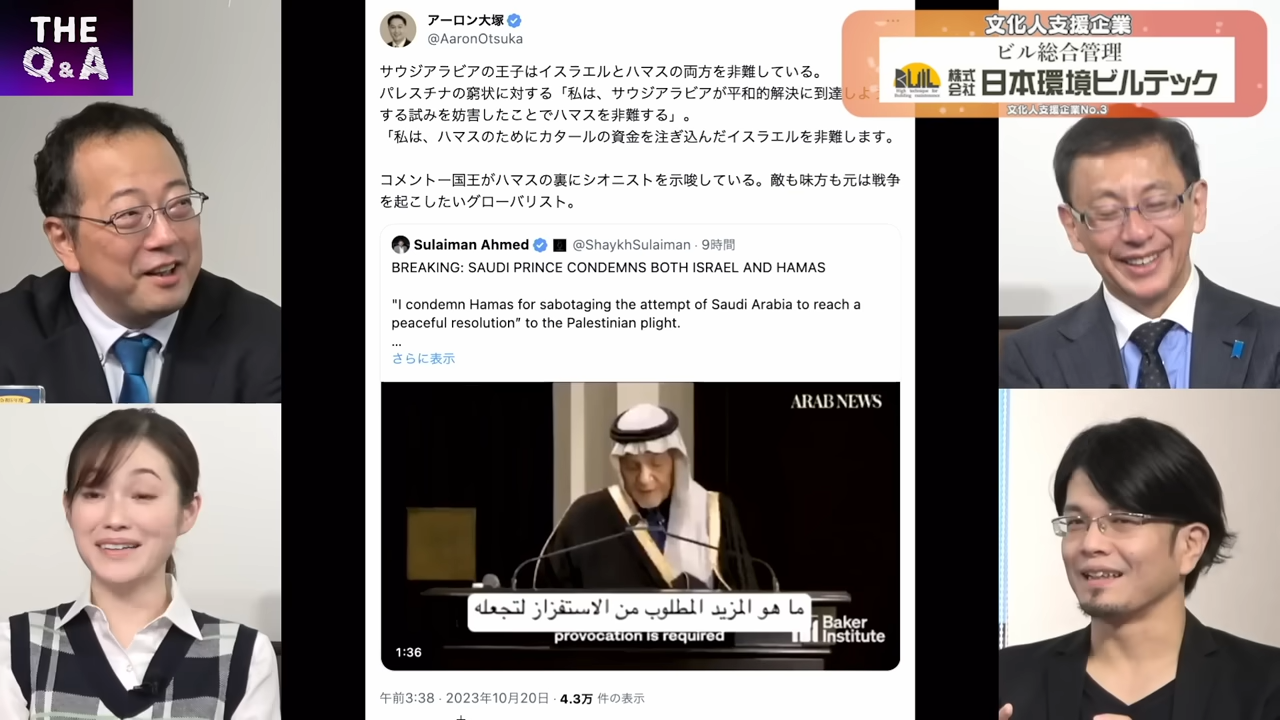 THE
Q&A
アーロン大塚
@AaronOtsuka
サウジアラビアの王子はイスラエルとハマスの両方を非難している。
パレスチナの窮状に対する「私は、サウジアラビアが平和的解決に到達しよ
する試みを妨害したことでハマスを非難する」。
「私は、ハマスのためにカタールの資金を注ぎ込んだイスラエルを非難します。
コメント一国王がハマスの裏にシオニストを示唆している。敵も味方も元は戦争
を起こしたいグローバリスト。
Sulaiman Ahmed @ShaykhSulaiman · 9時間
BREAKING: SAUDI PRINCE CONDEMNS BOTH ISRAEL AND HAMAS
"I condemn Hamas for sabotaging the attempt of Saudi Arabia to reach a
peaceful resolution” to the Palestinian plight.
...
さらに表示
ARAB NEWS
ما هو المزيد المطلوب من الاستفزاز لتجعله
provocation is required
Baker
Institute
1:36
午前3:38 · 2023年10月20日 · 4.3万 件の表示
文化人支援企業
ビル総合管理
BUIL
株式会社 日本環境ビルテック
文化人支援企業No.3